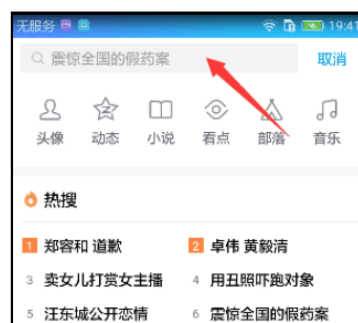 无服务 19:41
震惊全国的假药案 取消
头像 动态 小说 看点 部落 音乐
热搜
1 郑容和 道歉 2 卓伟 黄毅清
3 卖女儿打赏女主播 4 用丑照吓跑对象
5 汪东城公开恋情 6 震惊全国的假药案